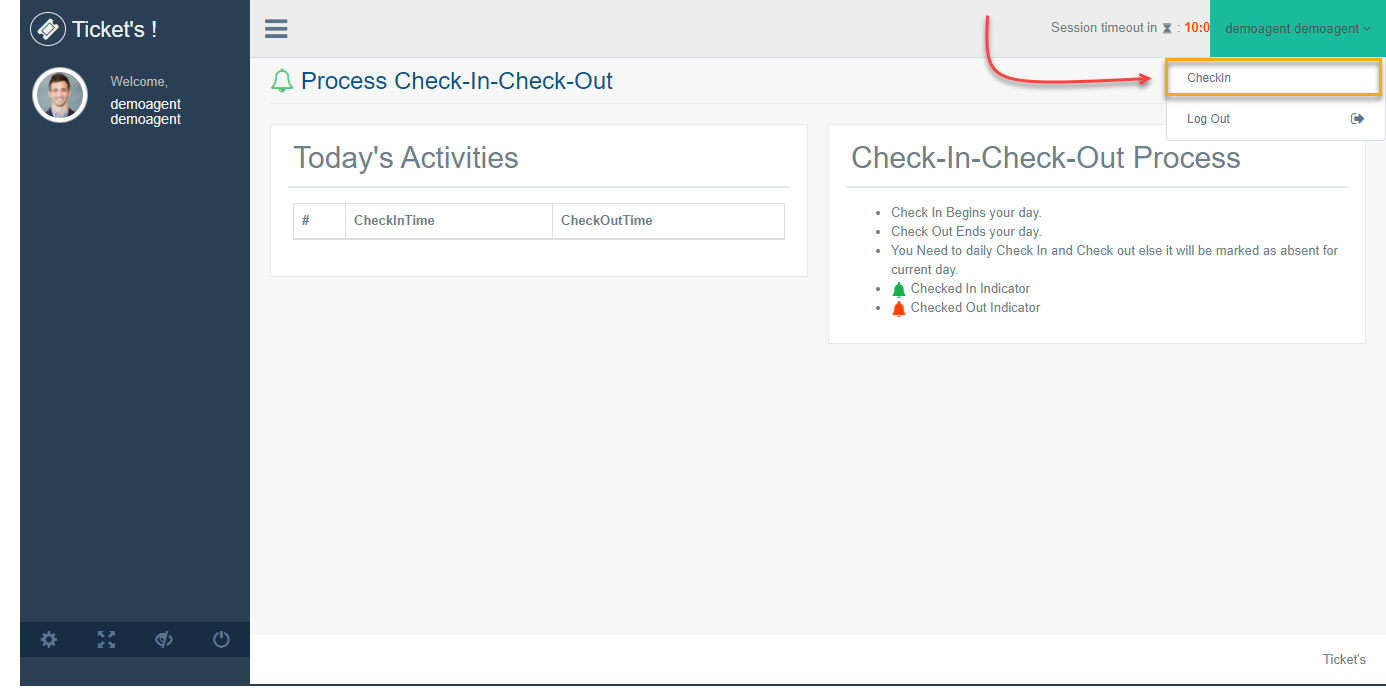 Ticket's !
Session timeout in : 10:0
demoagent demoagent
Welcome,
demoagent
demoagent
Process Check-In-Check-Out
CheckIn
Log Out
Today's Activities
# CheckInTime CheckOutTime
Check-In-Check-Out Process
Check In Begins your day.
Check Out Ends your day.
You Need to daily Check In and Check out else it will be marked as absent for
current day.
Checked In Indicator
Checked Out Indicator
Ticket's